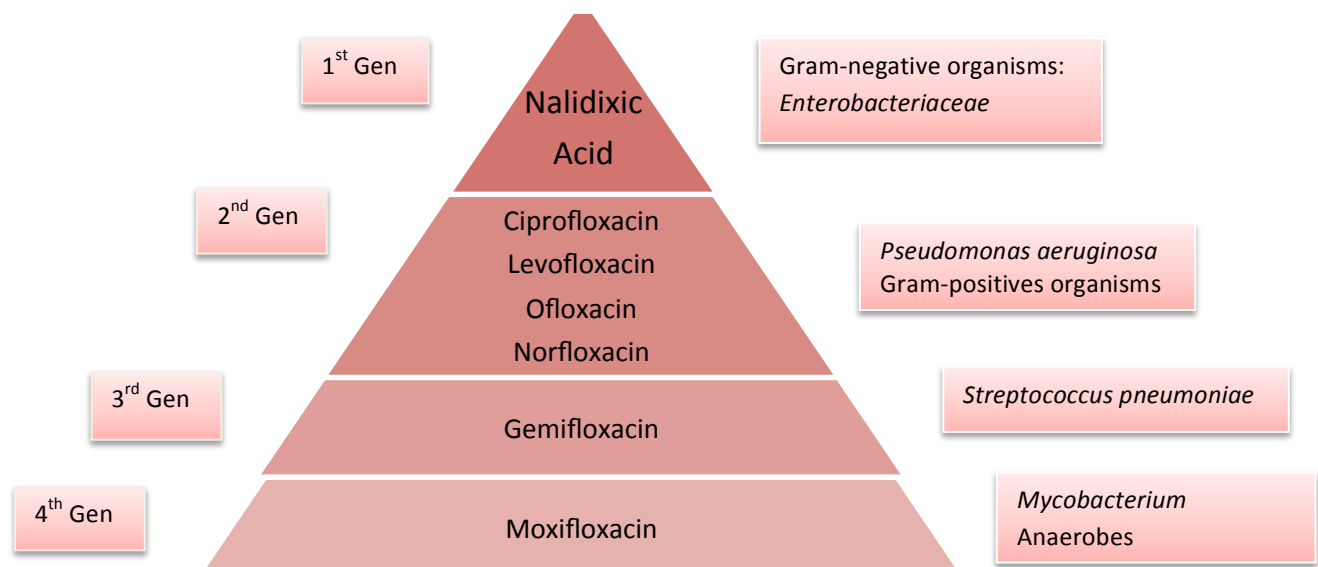 1st Gen
Nalidixic
Acid
Gram-negative organisms:
Enterobacteriaceae
2nd Gen
Ciprofloxacin
Levofloxacin
Ofloxacin
Norfloxacin
Pseudomonas aeruginosa
Gram-positives organisms
3rd Gen
Gemifloxacin
Streptococcus pneumoniae
4th Gen
Moxifloxacin
Mycobacterium
Anaerobes